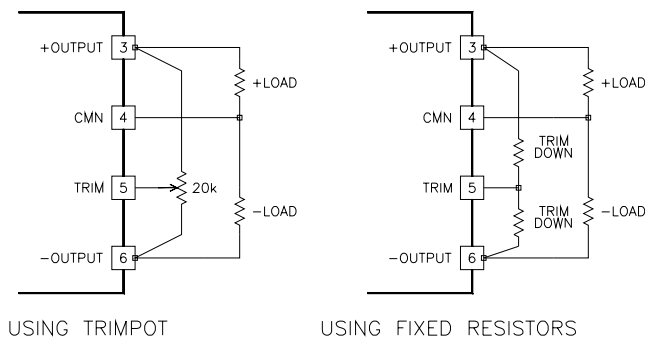 +OUTPUT 3
+LOAD
CMN 4
TRIM 5
20k
-LOAD
-OUTPUT 6
USING TRIMPOT
+OUTPUT 3
+LOAD
CMN 4
TRIM
DOWN
TRIM 5
TRIM
DOWN
-LOAD
-OUTPUT 6
USING FIXED RESISTORS